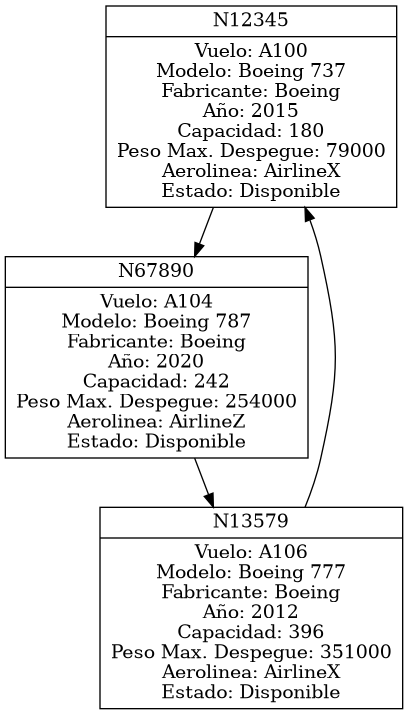 N12345
Vuelo: A100
Modelo: Boeing 737
Fabricante: Boeing
Año: 2015
Capacidad: 180
Peso Max. Despegue: 79000
Aerolinea: AirlineX
Estado: Disponible
N67890
Vuelo: A104
Modelo: Boeing 787
Fabricante: Boeing
Año: 2020
Capacidad: 242
Peso Max. Despegue: 254000
Aerolinea: AirlineZ
Estado: Disponible
N13579
Vuelo: A106
Modelo: Boeing 777
Fabricante: Boeing
Año: 2012
Capacidad: 396
Peso Max. Despegue: 351000
Aerolinea: AirlineX
Estado: Disponible